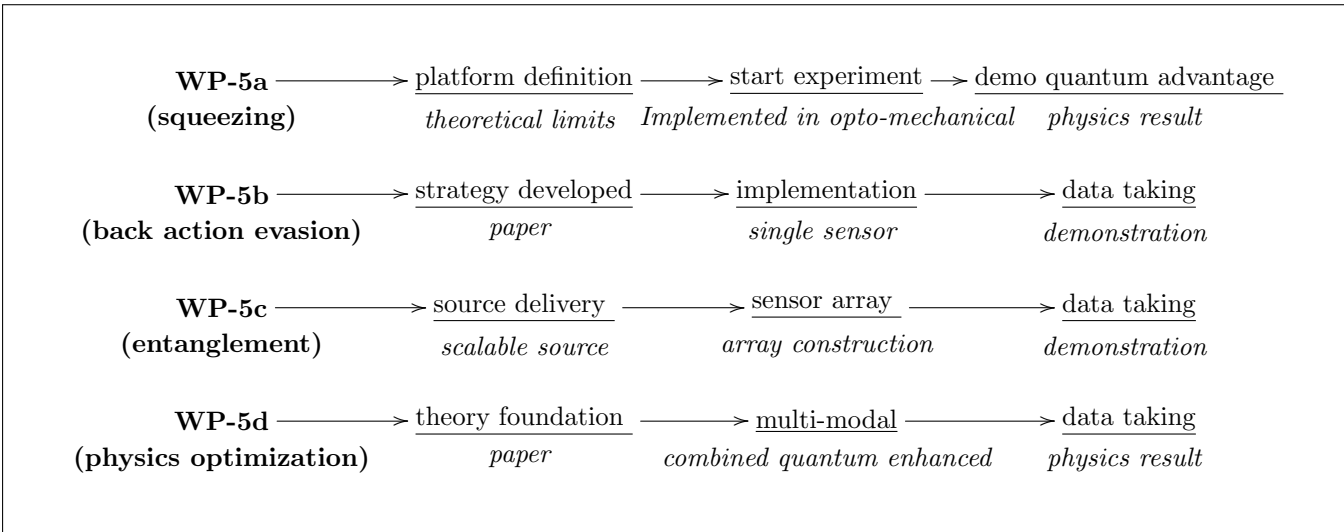 WP-5a platform definition start experiment demo quantum advantage
(squeezing) theoretical limits Implemented in opto-mechanical physics result
WP-5b strategy developed implementation data taking
(back action evasion) paper single sensor demonstration
WP-5c source delivery sensor array data taking
(entanglement) scalable source array construction demonstration
WP-5d theory foundation multi-modal data taking
(physics optimization) paper combined quantum enhanced physics result